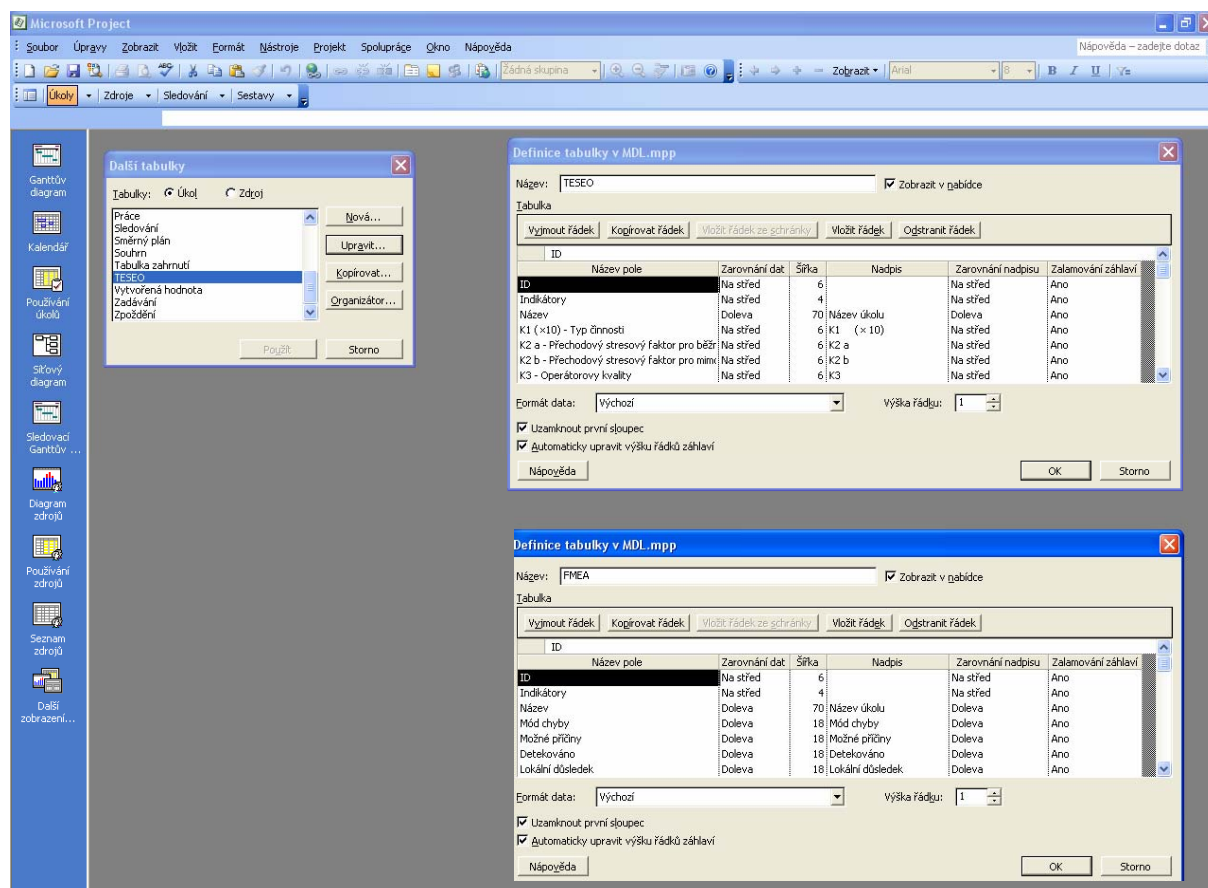 Microsoft Project
Soubor Úpravy Zobrazit Vložit Formát Nástroje Projekt Spolupráce Okno Nápověda Nápověda – zadejte dotaz
Žádná skupina Zobrazit Arial 8 B I U
Úkoly Zdroje Sledování Sestavy
Ganttův
diagram
Kalendář
Používání
úkolů
Síťový
diagram
Sledovací
Ganttův ...
Diagram
zdrojů
Používání
zdrojů
Seznam
zdrojů
Další
zobrazení...
Další tabulky
Tabulky: Úkol Zdroj
Práce
Sledování
Směrný plán
Souhrn
Tabulka zahrnutí
TESEO
Vytvořená hodnota
Zadávání
Zpoždění
Nová...
Upravit...
Kopírovat...
Organizátor...
Použít Storno
Definice tabulky v MDL.mpp
Název: TESEO Zobrazit v nabídce
Tabulka
Vyjmout řádek Kopírovat řádek Vložit řádek ze schránky Vložit řádek Odstranit řádek
ID
Název pole Zarovnání dat Šířka Nadpis Zarovnání nadpisu Zalamování záhlaví
ID Na střed 6 Na střed Ano
Indikátory Na střed 4 Na střed Ano
Název Doleva 70 Název úkolu Doleva Ano
K1 (×10) - Typ činnosti Na střed 6 K1 (×10) Na střed Ano
K2 a - Přechodový stresový faktor pro běžr Na střed 6 K2 a Na střed Ano
K2 b - Přechodový stresový faktor pro mimo Na střed 6 K2 b Na střed Ano
K3 - Operátorovy kvality Na střed 6 K3 Na střed Ano
Formát data: Výchozí Výška řádku: 1
Uzamknout první sloupec
Automaticky upravit výšku řádků záhlaví
Nápověda OK Storno
Definice tabulky v MDL.mpp
Název: FMEA Zobrazit v nabídce
Tabulka
Vyjmout řádek Kopírovat řádek Vložit řádek ze schránky Vložit řádek Odstranit řádek
ID
Název pole Zarovnání dat Šířka Nadpis Zarovnání nadpisu Zalamování záhlaví
ID Na střed 6 Na střed Ano
Indikátory Na střed 4 Na střed Ano
Název Doleva 70 Název úkolu Doleva Ano
Mód chyby Doleva 18 Mód chyby Doleva Ano
Možné příčiny Doleva 18 Možné příčiny Doleva Ano
Detekováno Doleva 18 Detekováno Doleva Ano
Lokální důsledek Doleva 18 Lokální důsledek Doleva Ano
Formát data: Výchozí Výška řádku: 1
Uzamknout první sloupec
Automaticky upravit výšku řádků záhlaví
Nápověda OK Storno